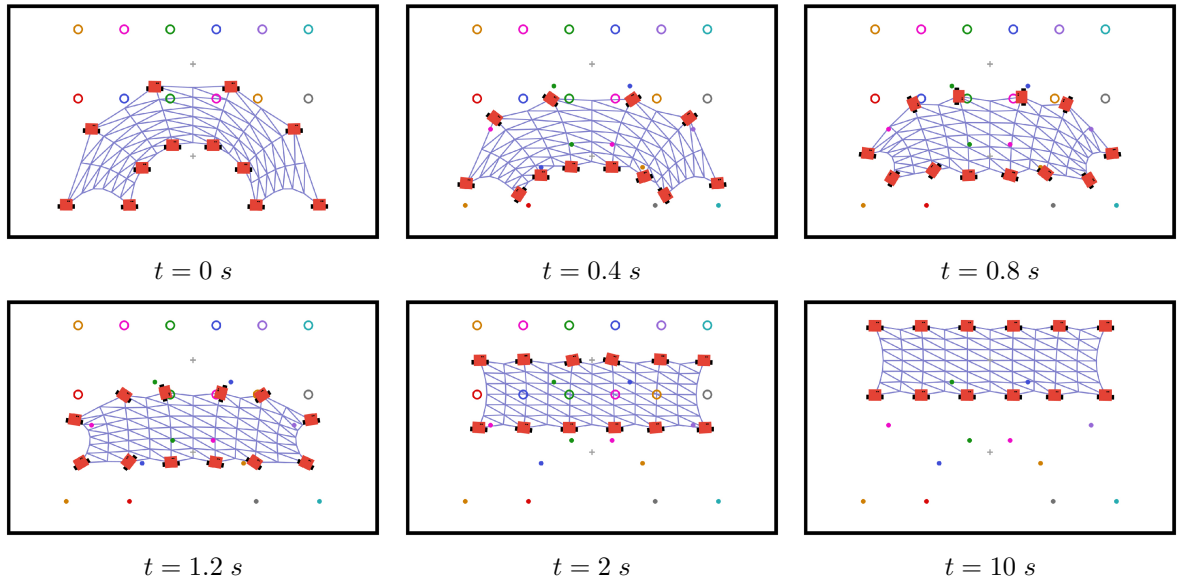 t = 0 s
t = 0.4 s
t = 0.8 s
t = 1.2 s
t = 2 s
t = 10 s